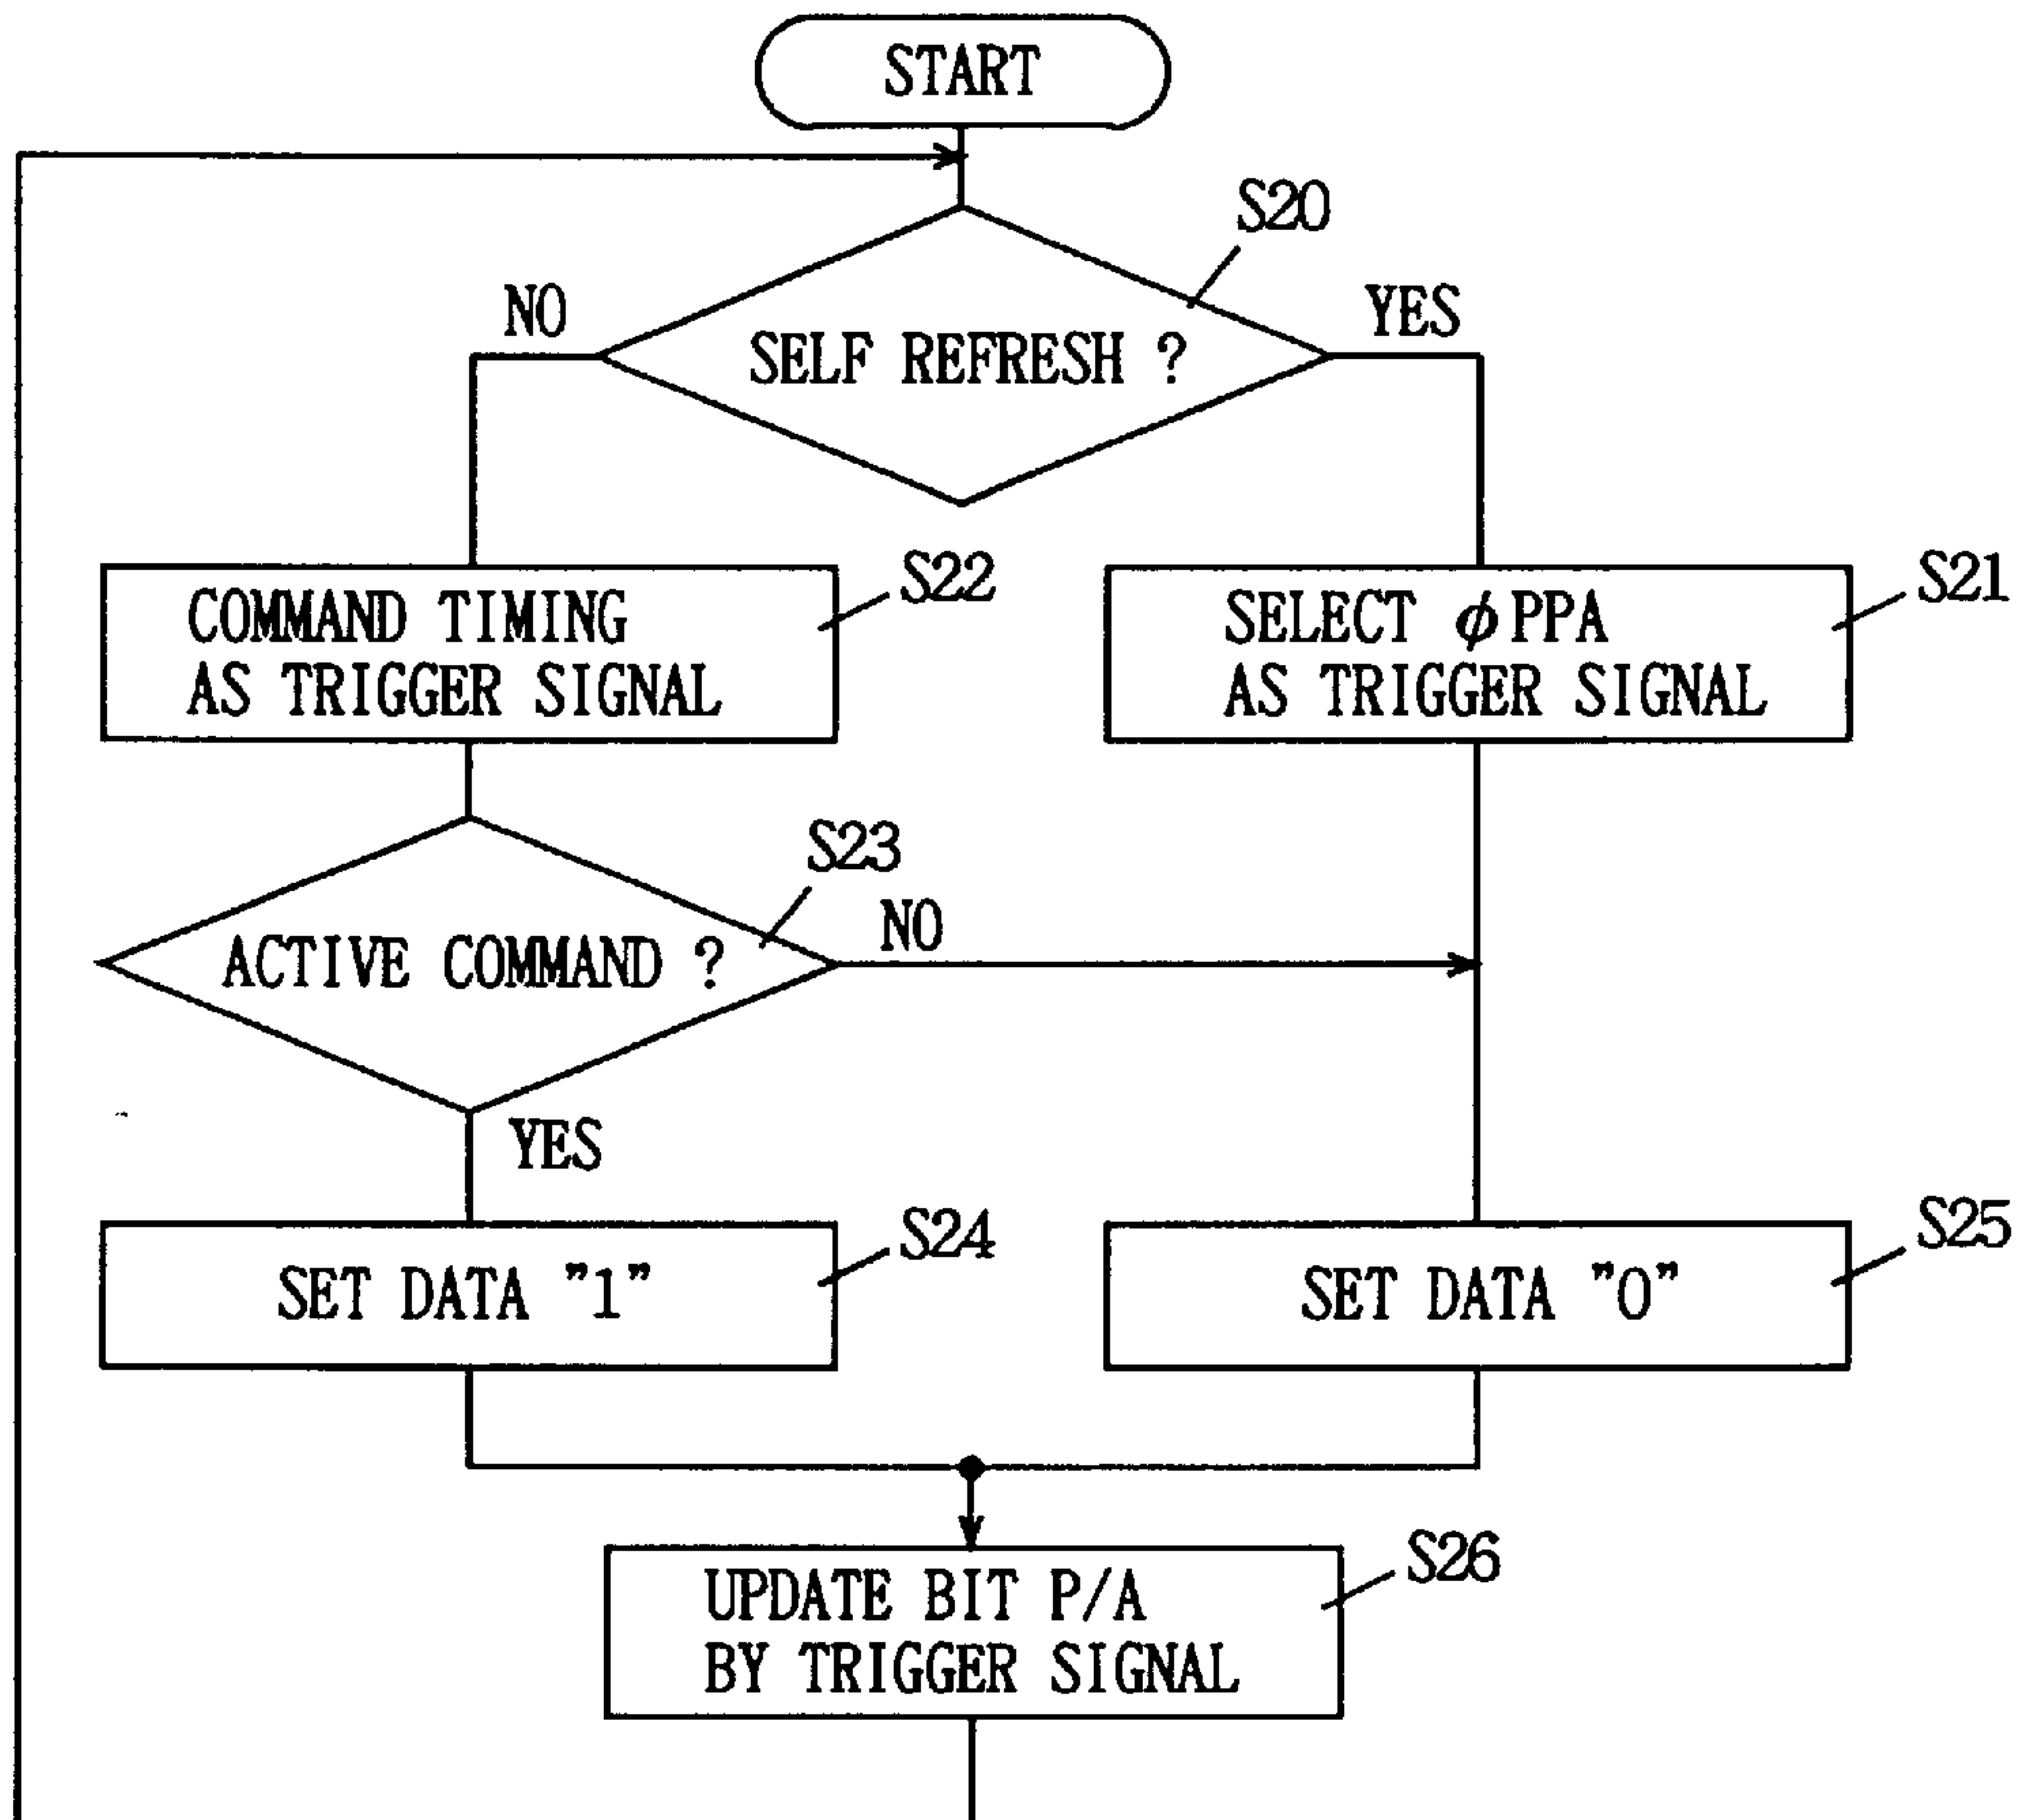 START
S20
NO
YES
SELF REFRESH ?
S22
S21
COMMAND TIMING
AS TRIGGER SIGNAL
SELECT ϕPPA
AS TRIGGER SIGNAL
S23
NO
ACTIVE COMMAND ?
YES
S24
S25
SET DATA "1"
SET DATA "0"
S26
UPDATE BIT P/A
BY TRIGGER SIGNAL